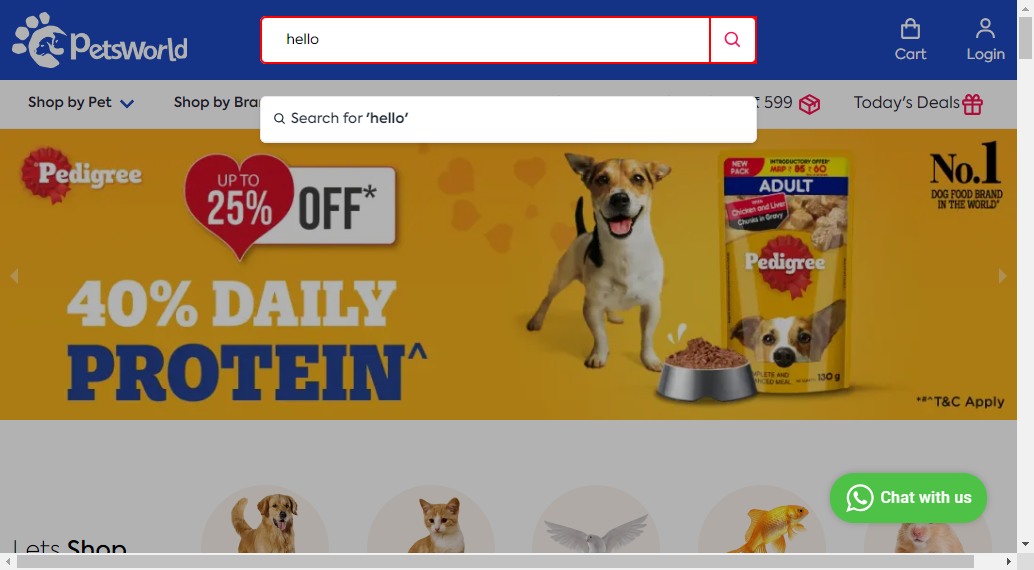 PetsWorld
hello
Cart
Login
Shop by Pet
Shop by Bra
599
Today's Deals
Search for 'hello'
Pedigree
UP TO
25%
OFF*
40% DAILY
PROTEIN^
NEW
PACK
INTRODUCTORY OFFER*
MRP ₹ 85 ₹ 60
ADULT
With
Chicken and Liver
Chunks in Gravy
Pedigree
130 g
No.1
DOG FOOD BRAND
IN THE WORLD*
*#^T&C Apply
Chat with us
Lets Shop